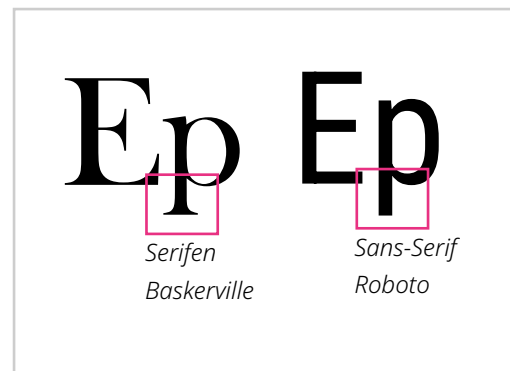 Ep Ep
Serifen
Baskerville
Sans-Serif
Roboto